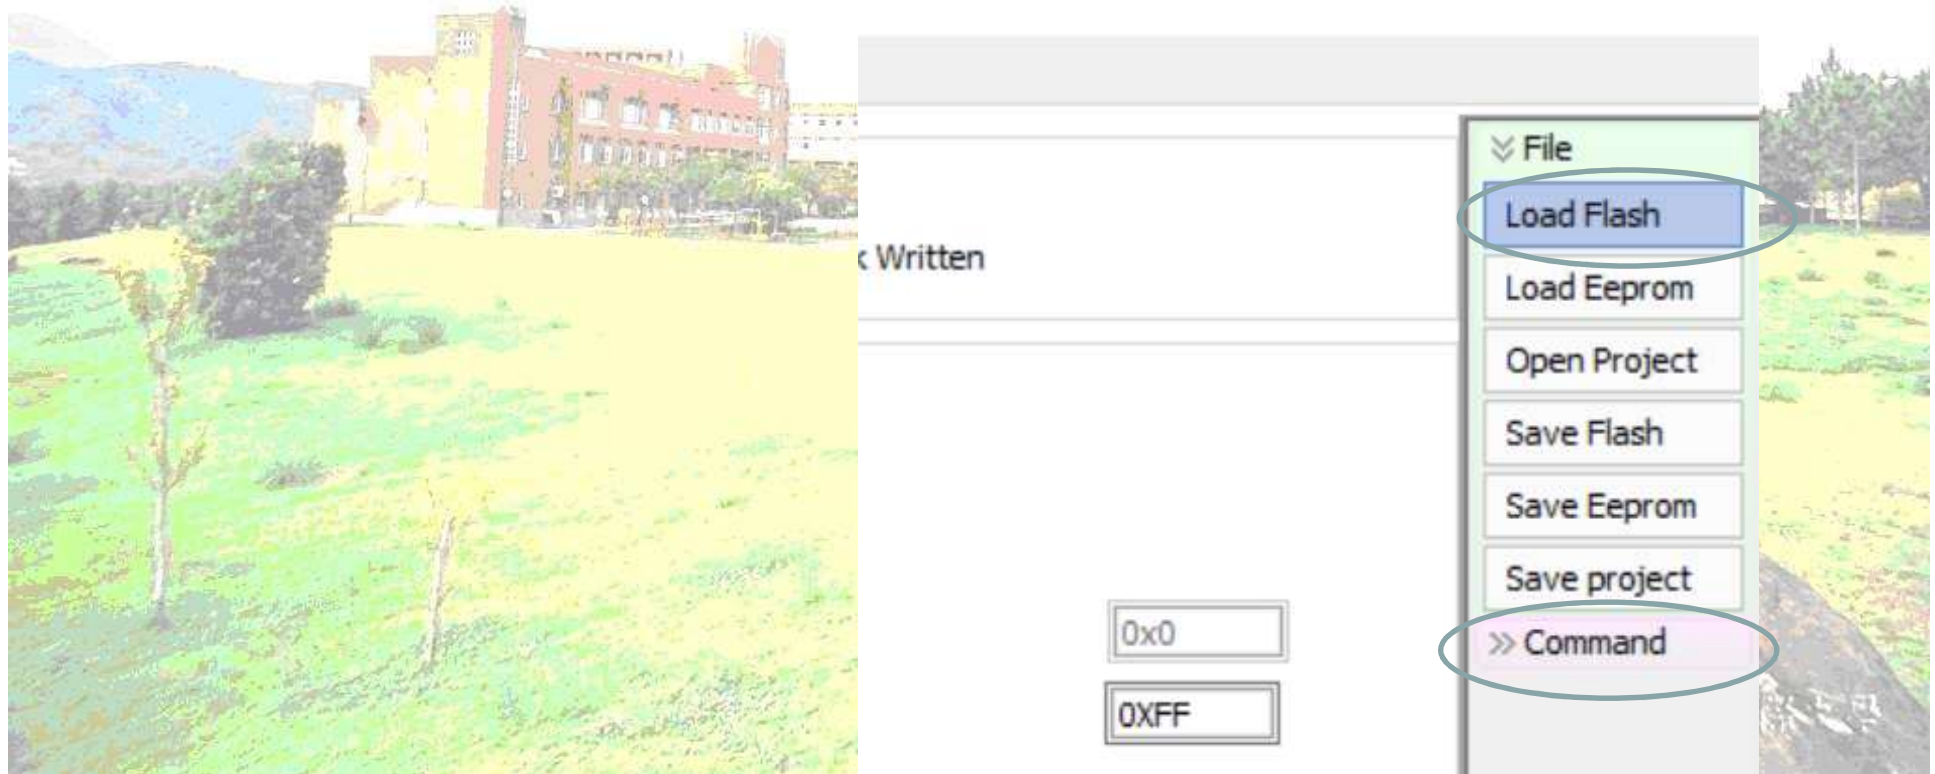 File
Load Flash
Written
Load Eeprom
Open Project
Save Flash
Save Eeprom
Save project
0x0
Command
0XFF